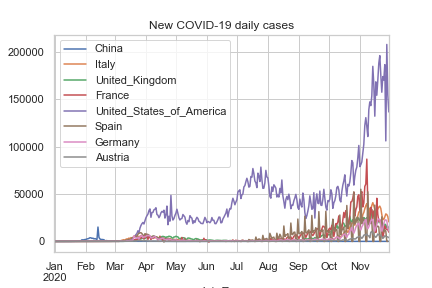 New COVID-19 daily cases
200000
150000
100000
50000
0
China
Italy
United_Kingdom
France
United_States_of_America
Spain
Germany
Austria
Jan Feb Mar Apr May Jun Jul Aug Sep Oct Nov
2020